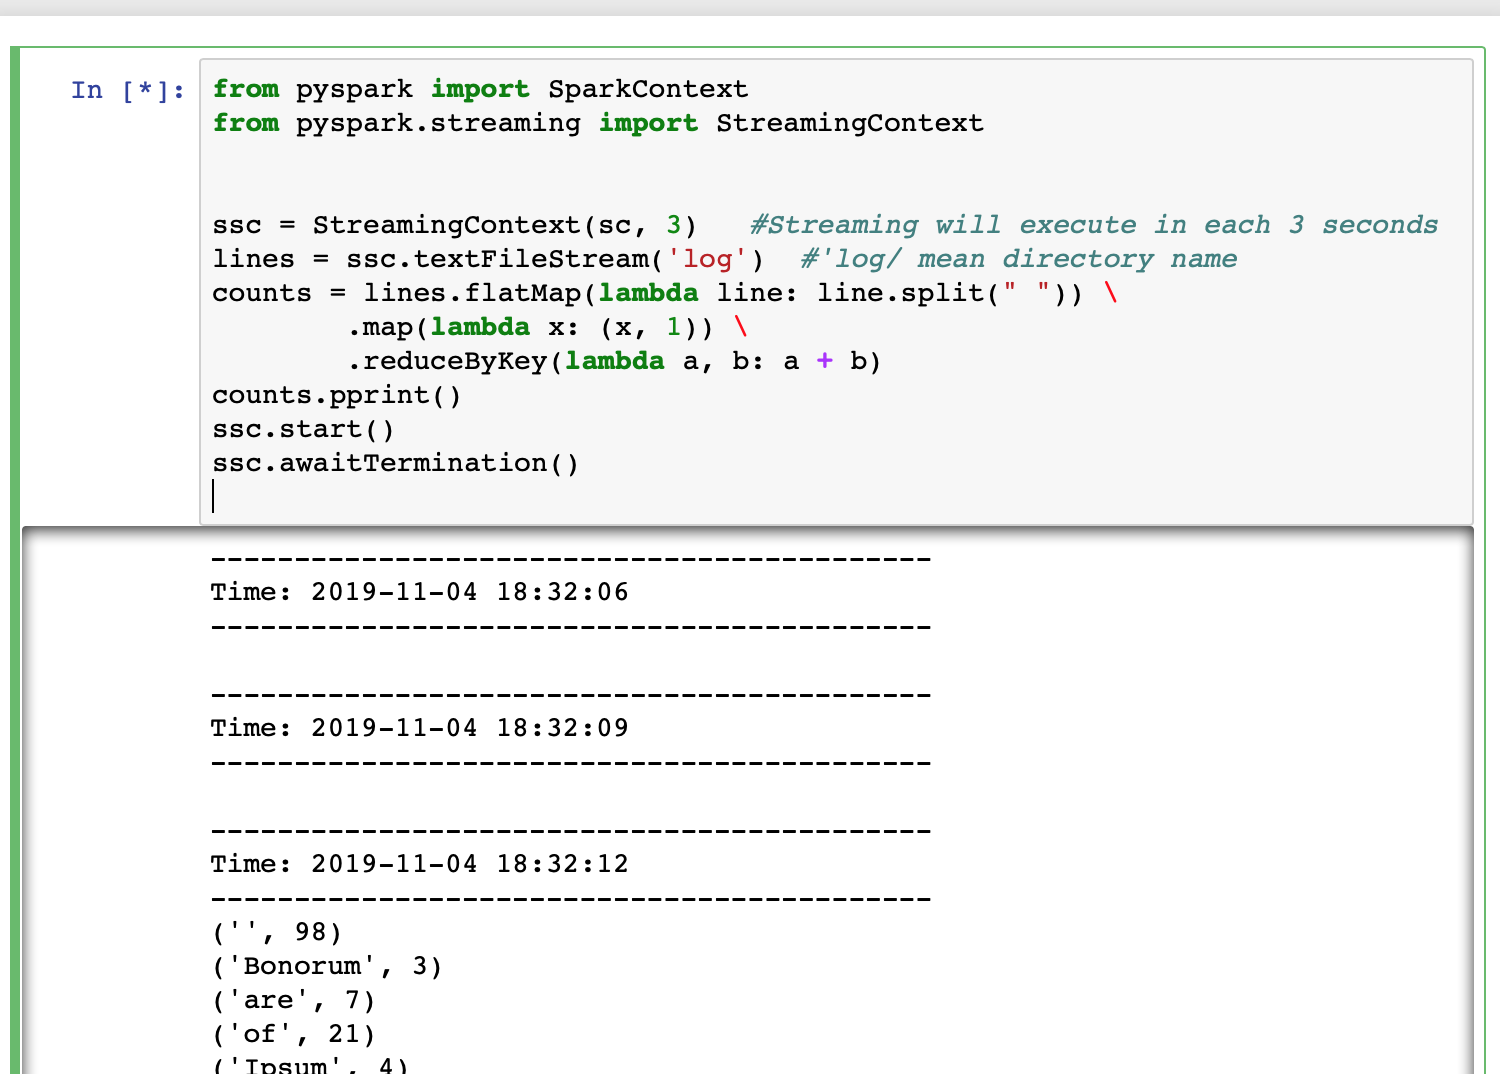 In [*]:
from pyspark import SparkContext
from pyspark.streaming import StreamingContext
ssc = StreamingContext(sc, 3)   #Streaming will execute in each 3 seconds
lines = ssc.textFileStream('log')  #'log/ mean directory name
counts = lines.flatMap(lambda line: line.split(" ")) \
        .map(lambda x: (x, 1)) \
        .reduceByKey(lambda a, b: a + b)
counts.pprint()
ssc.start()
ssc.awaitTermination()
-------------------------------------------
Time: 2019-11-04 18:32:06
-------------------------------------------
-------------------------------------------
Time: 2019-11-04 18:32:09
-------------------------------------------
-------------------------------------------
Time: 2019-11-04 18:32:12
-------------------------------------------
('', 98)
('Bonorum', 3)
('are', 7)
('of', 21)
('Ipsum', 4)